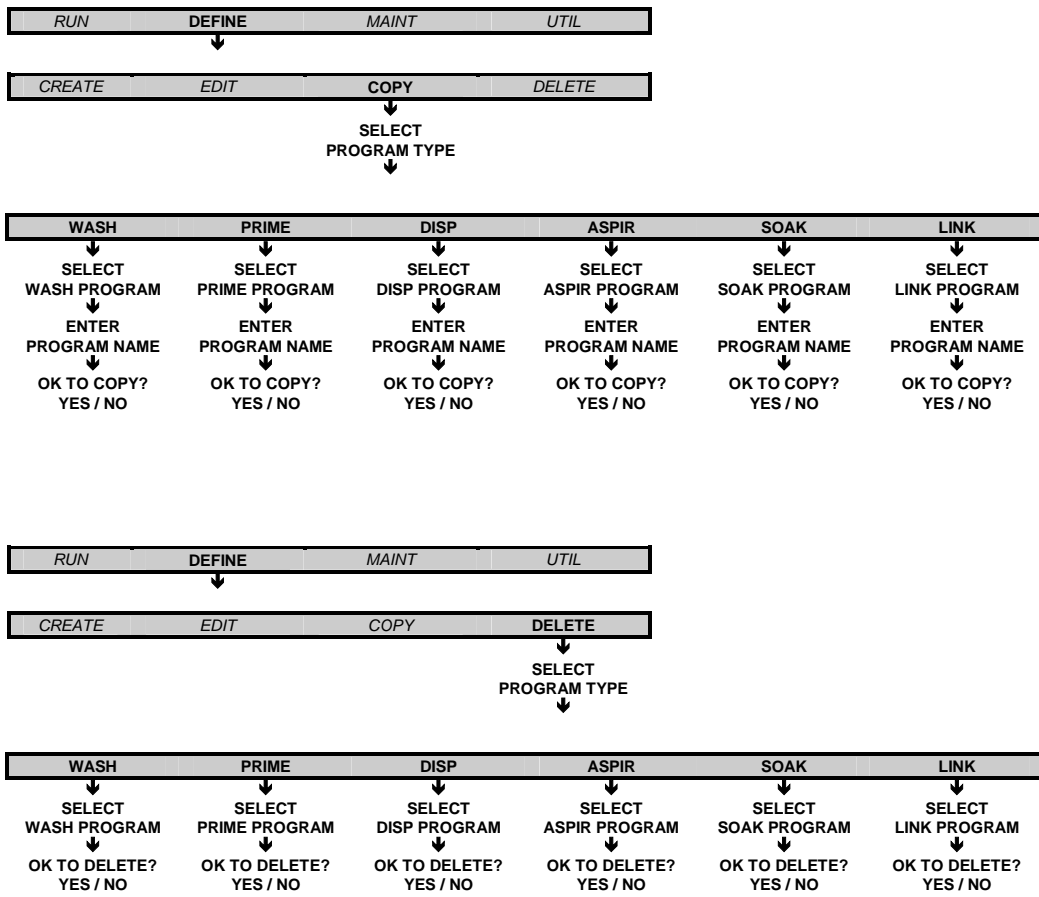 RUN DEFINE MAINT UTIL
CREATE EDIT COPY DELETE
SELECT
PROGRAM TYPE
WASH PRIME DISP ASPIR SOAK LINK
SELECT SELECT SELECT SELECT SELECT SELECT
WASH PROGRAM PRIME PROGRAM DISP PROGRAM ASPIR PROGRAM SOAK PROGRAM LINK PROGRAM
ENTER ENTER ENTER ENTER ENTER ENTER
PROGRAM NAME PROGRAM NAME PROGRAM NAME PROGRAM NAME PROGRAM NAME PROGRAM NAME
OK TO COPY? OK TO COPY? OK TO COPY? OK TO COPY? OK TO COPY? OK TO COPY?
YES / NO YES / NO YES / NO YES / NO YES / NO YES / NO
RUN DEFINE MAINT UTIL
CREATE EDIT COPY DELETE
SELECT
PROGRAM TYPE
WASH PRIME DISP ASPIR SOAK LINK
SELECT SELECT SELECT SELECT SELECT SELECT
WASH PROGRAM PRIME PROGRAM DISP PROGRAM ASPIR PROGRAM SOAK PROGRAM LINK PROGRAM
OK TO DELETE? OK TO DELETE? OK TO DELETE? OK TO DELETE? OK TO DELETE? OK TO DELETE?
YES / NO YES / NO YES / NO YES / NO YES / NO YES / NO